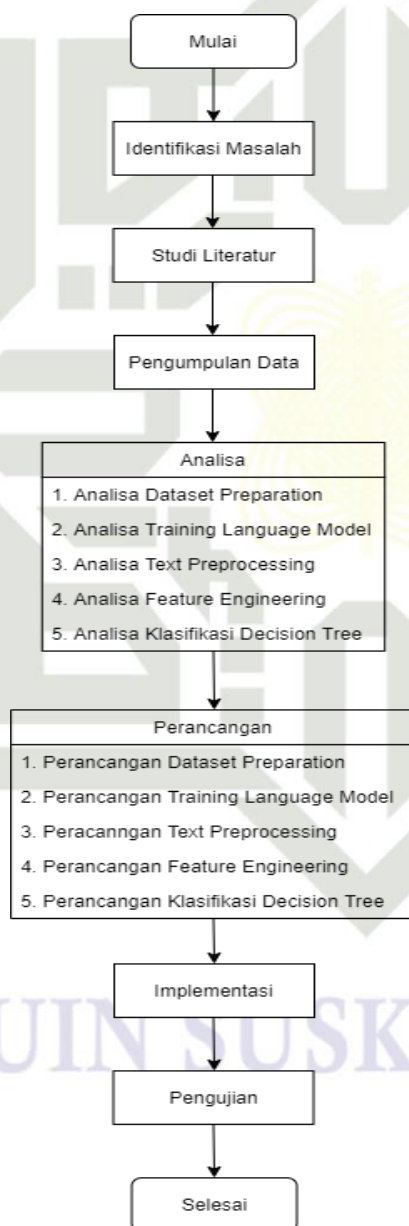 Mulai
Identifikasi Masalah
Studi Literatur
Pengumpulan Data
Analisa
1. Analisa Dataset Preparation
2. Analisa Training Language Model
3. Analisa Text Preprocessing
4. Analisa Feature Engineering
5. Analisa Klasifikasi Decision Tree
Perancangan
1. Perancangan Dataset Preparation
2. Perancangan Training Language Model
3. Peracanngan Text Preprocessing
4. Perancangan Feature Engineering
5. Perancangan Klasifikasi Decision Tree
Implementasi
UIN SUSK
Pengujian
Selesai